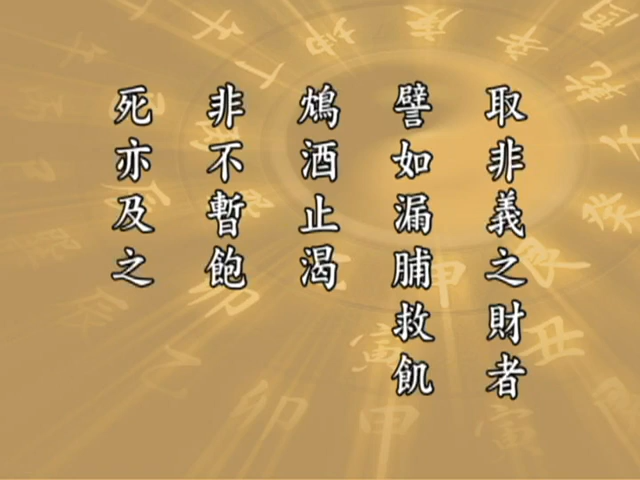 取非義之財者
譬如漏脯救飢
鴆酒止渴
非不暫飽
死亦及之